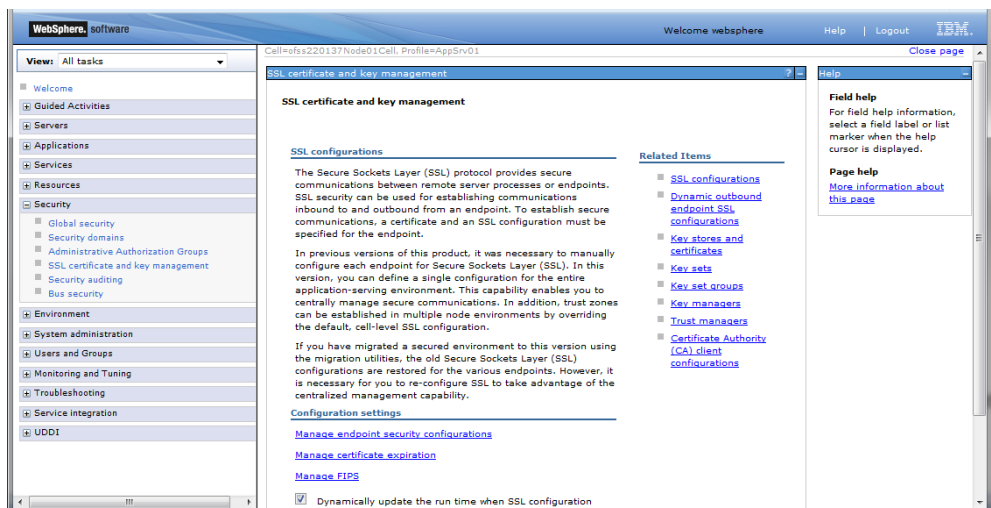 WebSphere. software
Welcome websphere
Help | Logout
IBM.
View: All tasks
Welcome
Guided Activities
Servers
Applications
Services
Resources
Security
Global security
Security domains
Administrative Authorization Groups
SSL certificate and key management
Security auditing
Bus security
Environment
System administration
Users and Groups
Monitoring and Tuning
Troubleshooting
Service integration
UDDI
Cell=ofss220137Node01Cell, Profile=AppSrv01
Close page
SSL certificate and key management
? -
SSL certificate and key management
SSL configurations
The Secure Sockets Layer (SSL) protocol provides secure
communications between remote server processes or endpoints.
SSL security can be used for establishing communications
inbound to and outbound from an endpoint. To establish secure
communications, a certificate and an SSL configuration must be
specified for the endpoint.
In previous versions of this product, it was necessary to manually
configure each endpoint for Secure Sockets Layer (SSL). In this
version, you can define a single configuration for the entire
application-serving environment. This capability enables you to
centrally manage secure communications. In addition, trust zones
can be established in multiple node environments by overriding
the default, cell-level SSL configuration.
If you have migrated a secured environment to this version using
the migration utilities, the old Secure Sockets Layer (SSL)
configurations are restored for the various endpoints. However, it
is necessary for you to re-configure SSL to take advantage of the
centralized management capability.
Configuration settings
Manage endpoint security configurations
Manage certificate expiration
Manage FIPS
Dynamically update the run time when SSL configuration
Related Items
SSL configurations
Dynamic outbound
endpoint SSL
configurations
Key stores and
certificates
Key sets
Key set groups
Key managers
Trust managers
Certificate Authority
(CA) client
configurations
Help
-
Field help
For field help information,
select a field label or list
marker when the help
cursor is displayed.
Page help
More information about
this page